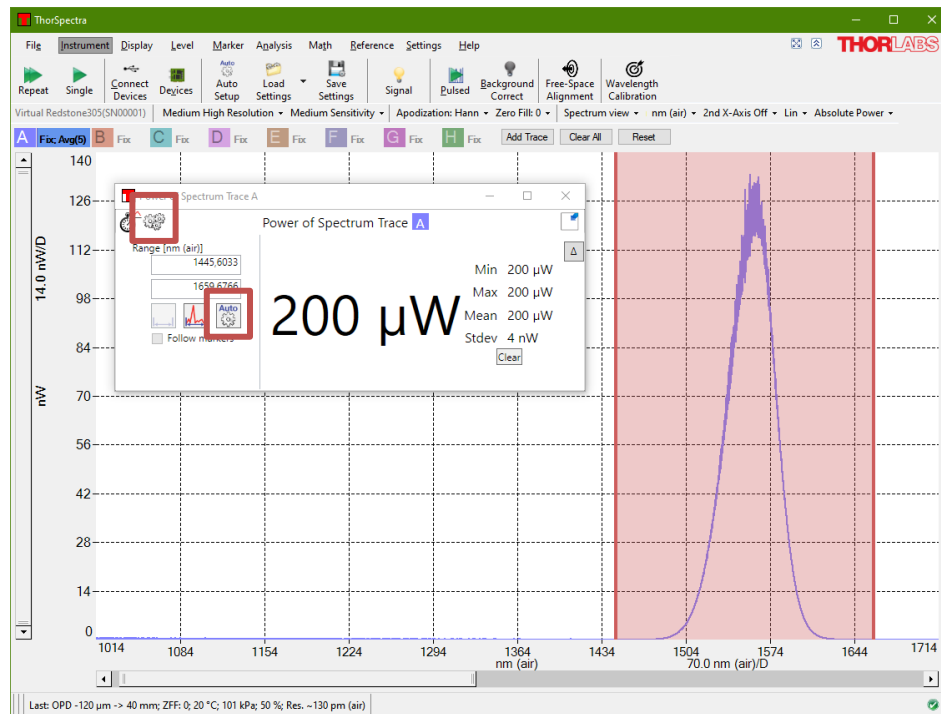 ThorSpectra
File Instrument Display Level Marker Analysis Math Reference Settings Help
THORLABS
Repeat Single Connect Devices Devices Auto Auto Setup Load Settings Save Settings Signal Pulsed Background Correct Free-Space Alignment Wavelength Calibration
Virtual Redstone305(SN00001) Medium High Resolution Medium Sensitivity Apodization: Hann Zero Fill: 0 Spectrum view nm (air) 2nd X-Axis Off Lin Absolute Power
A Fix; Avg(5) B Fix C Fix D Fix E Fix F Fix G Fix H Fix Add Trace Clear All Reset
140
126
112
98
84
70
56
42
28
14
0
14.0 nW/D
nW
of Spectrum Trace A
Power of Spectrum Trace A
Range [nm (air)]
1445,6033
1659,6766
Auto
Follow markers
200 µW
Δ
Min 200 µW
Max 200 µW
Mean 200 µW
Stdev 4 nW
Clear
1014 1084 1154 1224 1294 1364 1434 1504 1574 1644 1714
nm (air) 70.0 nm (air)/D
Last: OPD -120 µm -> 40 mm; ZFF: 0; 20 °C; 101 kPa; 50 %; Res. ~130 pm (air)